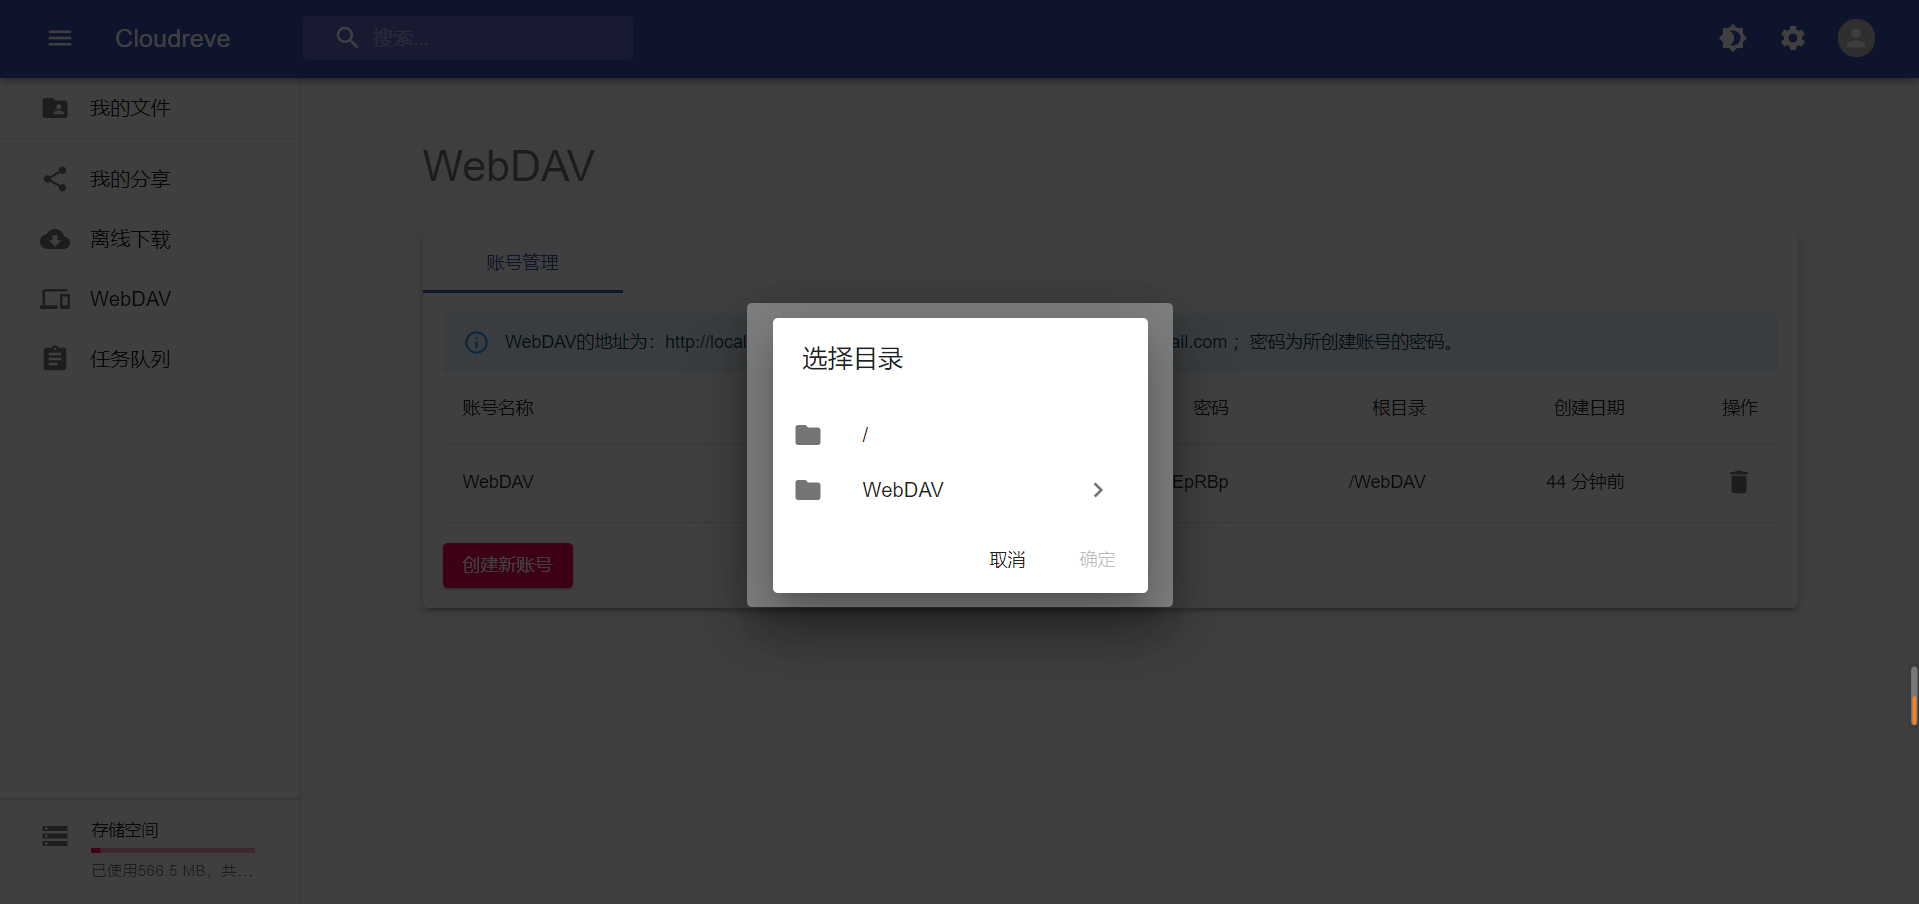 Cloudreve
搜索...
我的文件
我的分享
离线下载
WebDAV
任务队列
存储空间
已使用566.5 MB，共...
WebDAV
账号管理
WebDAV的地址为：http://local
ail.com ；密码为所创建账号的密码。
账号名称 密码 根目录 创建日期 操作
WebDAV EpRBp /WebDAV 44 分钟前
创建新账号
选择目录
/
WebDAV
取消 确定